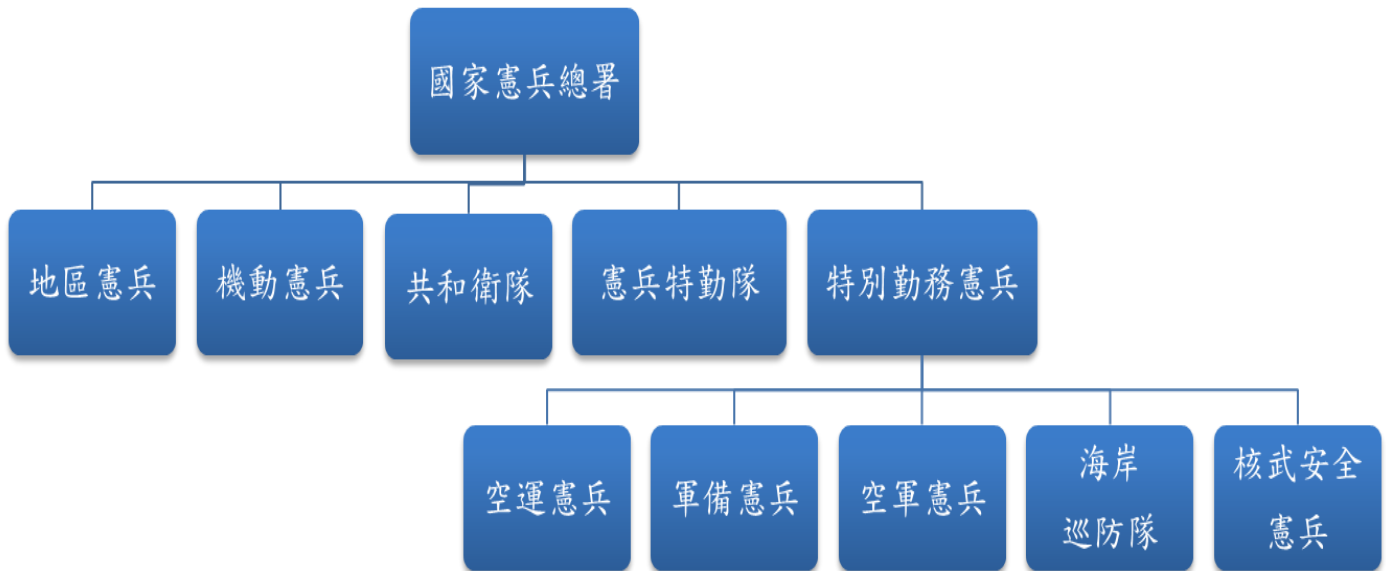 國家憲兵總署
地區憲兵
機動憲兵
共和衛隊
憲兵特勤隊
特別勤務憲兵
空運憲兵
軍備憲兵
空軍憲兵
海岸
巡防隊
核武安全
憲兵